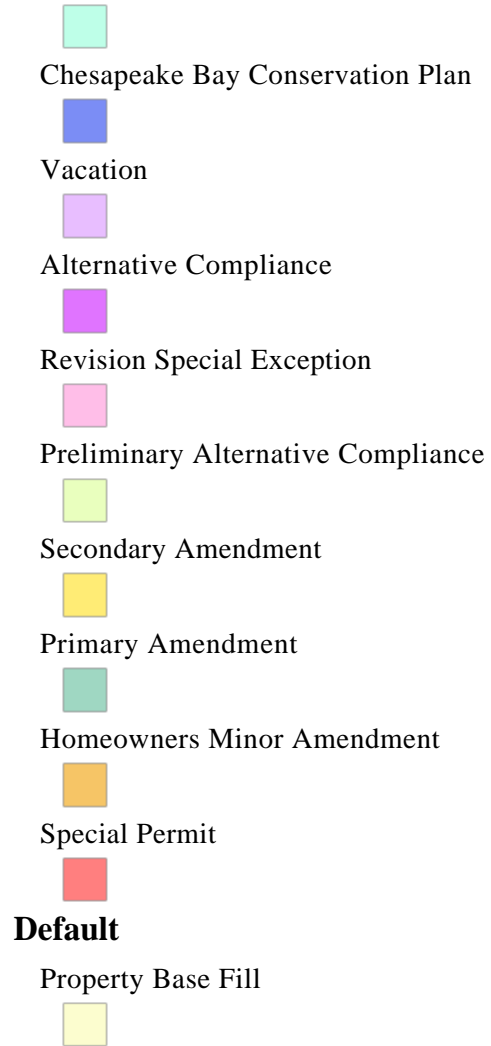 Chesapeake Bay Conservation Plan
Vacation
Alternative Compliance
Revision Special Exception
Preliminary Alternative Compliance
Secondary Amendment
Primary Amendment
Homeowners Minor Amendment
Special Permit
Default
Property Base Fill